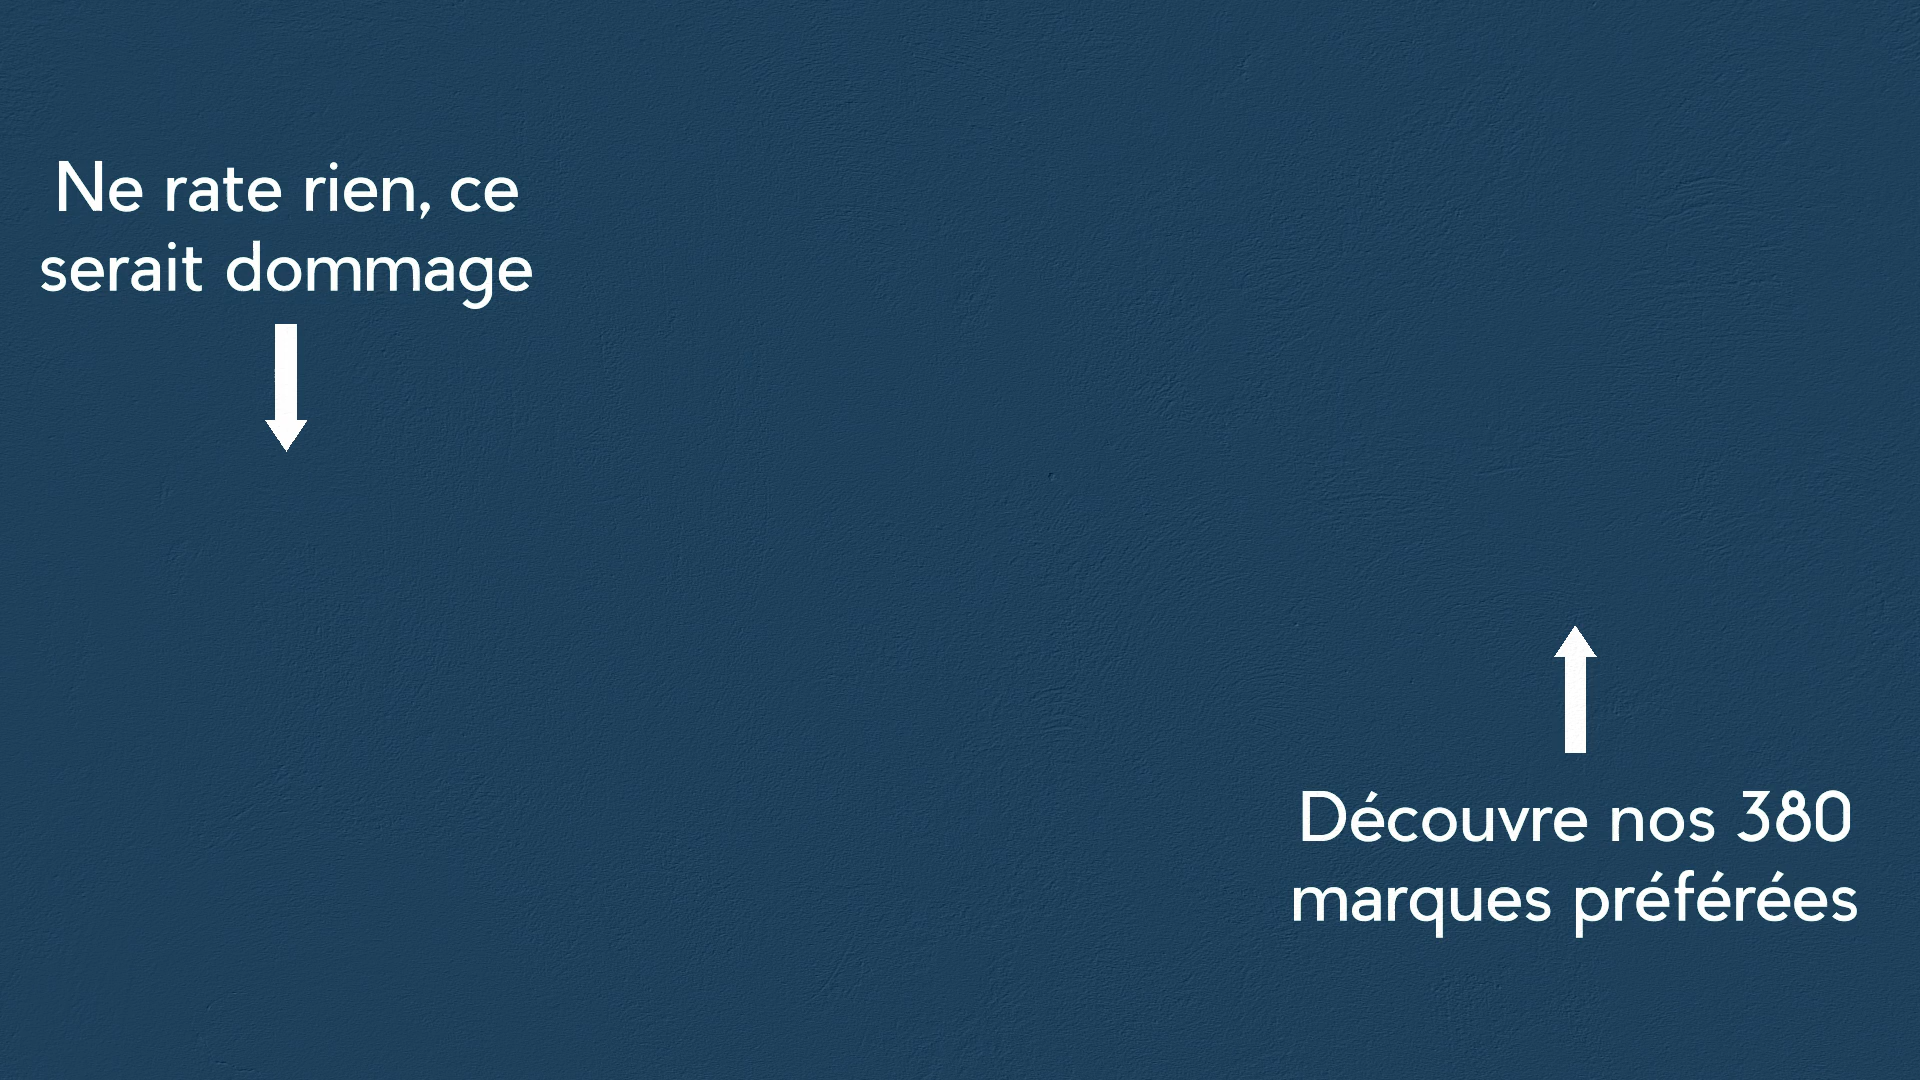 Ne rate rien, ce
serait dommage
Découvre nos 380
marques préférées